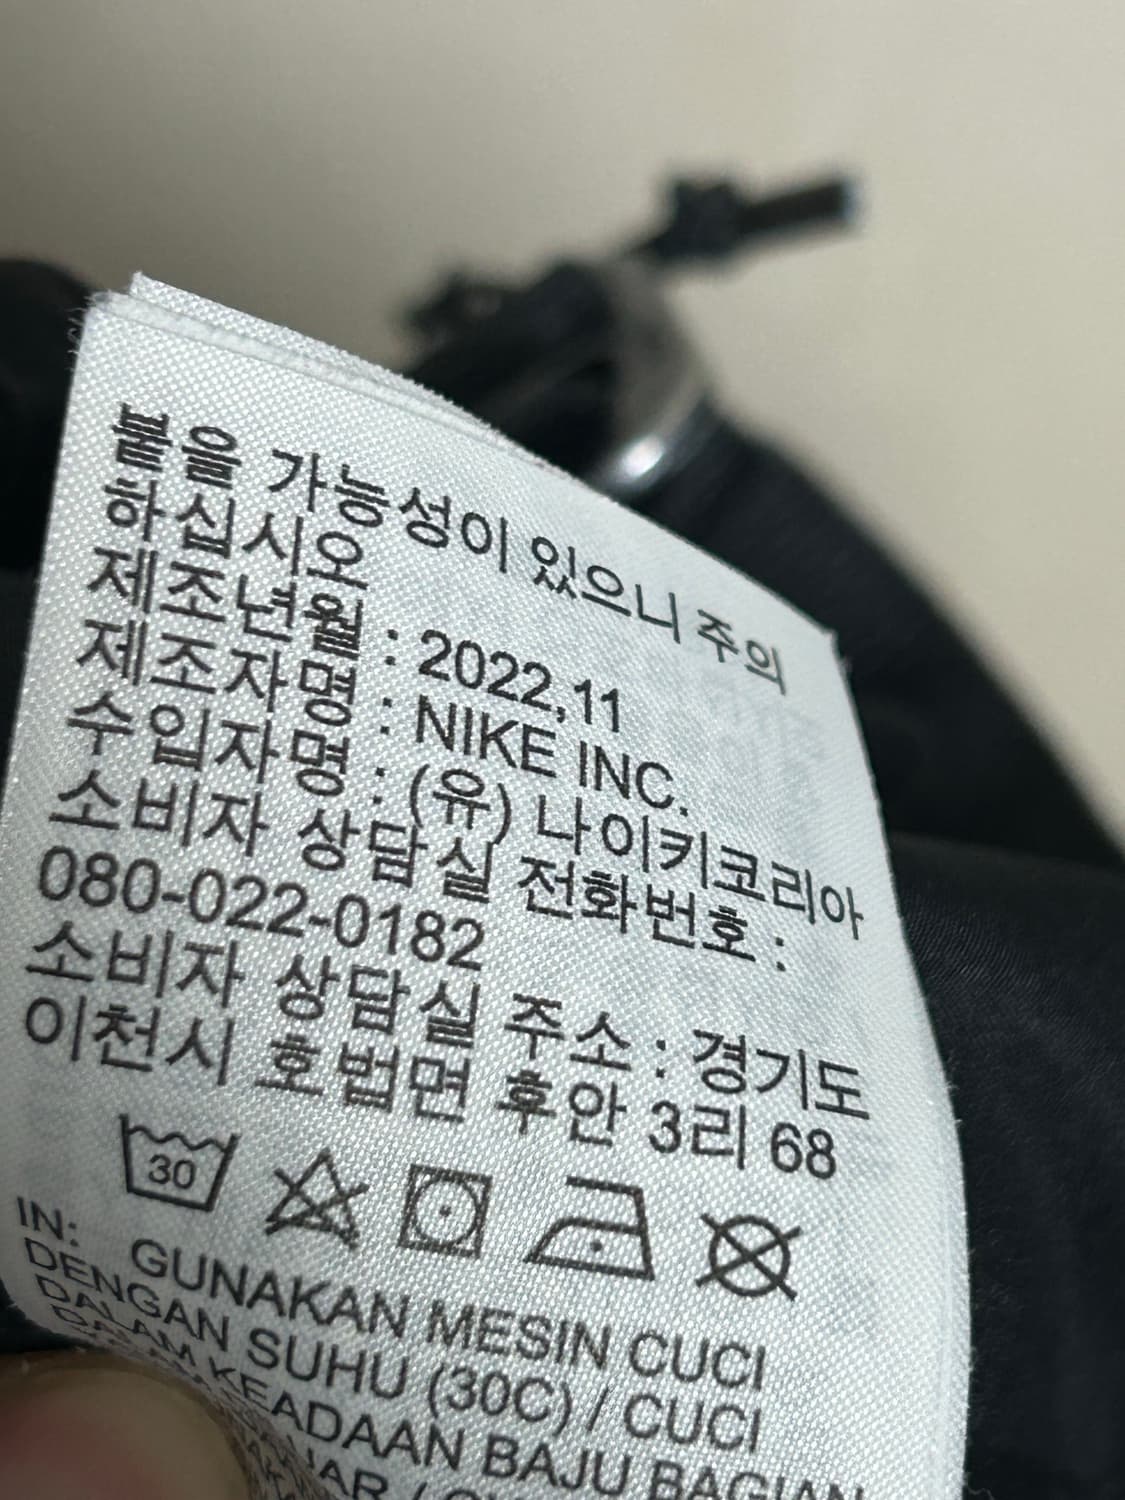 붙을 가능성이 있으니 주의
하십시오
제조년월 : 2022,11
제조자명 : NIKE INC.
수입자명 : (유) 나이키코리아
소비자 상담실 전화번호 :
080-022-0182
소비자 상담실 주소 : 경기도
이천시 호법면 후안 3리 68
30
IN: GUNAKAN MESIN CUCI
DENGAN SUHU (30C) / CUCI
DALAM KEADAAN BAJU BAGIAN